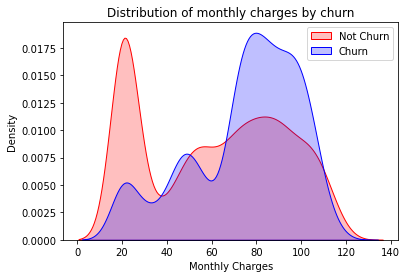 Distribution of monthly charges by churn
Not Churn
Churn
Density
0.0175
0.0150
0.0125
0.0100
0.0075
0.0050
0.0025
0.0000
0 20 40 60 80 100 120 140
Monthly Charges